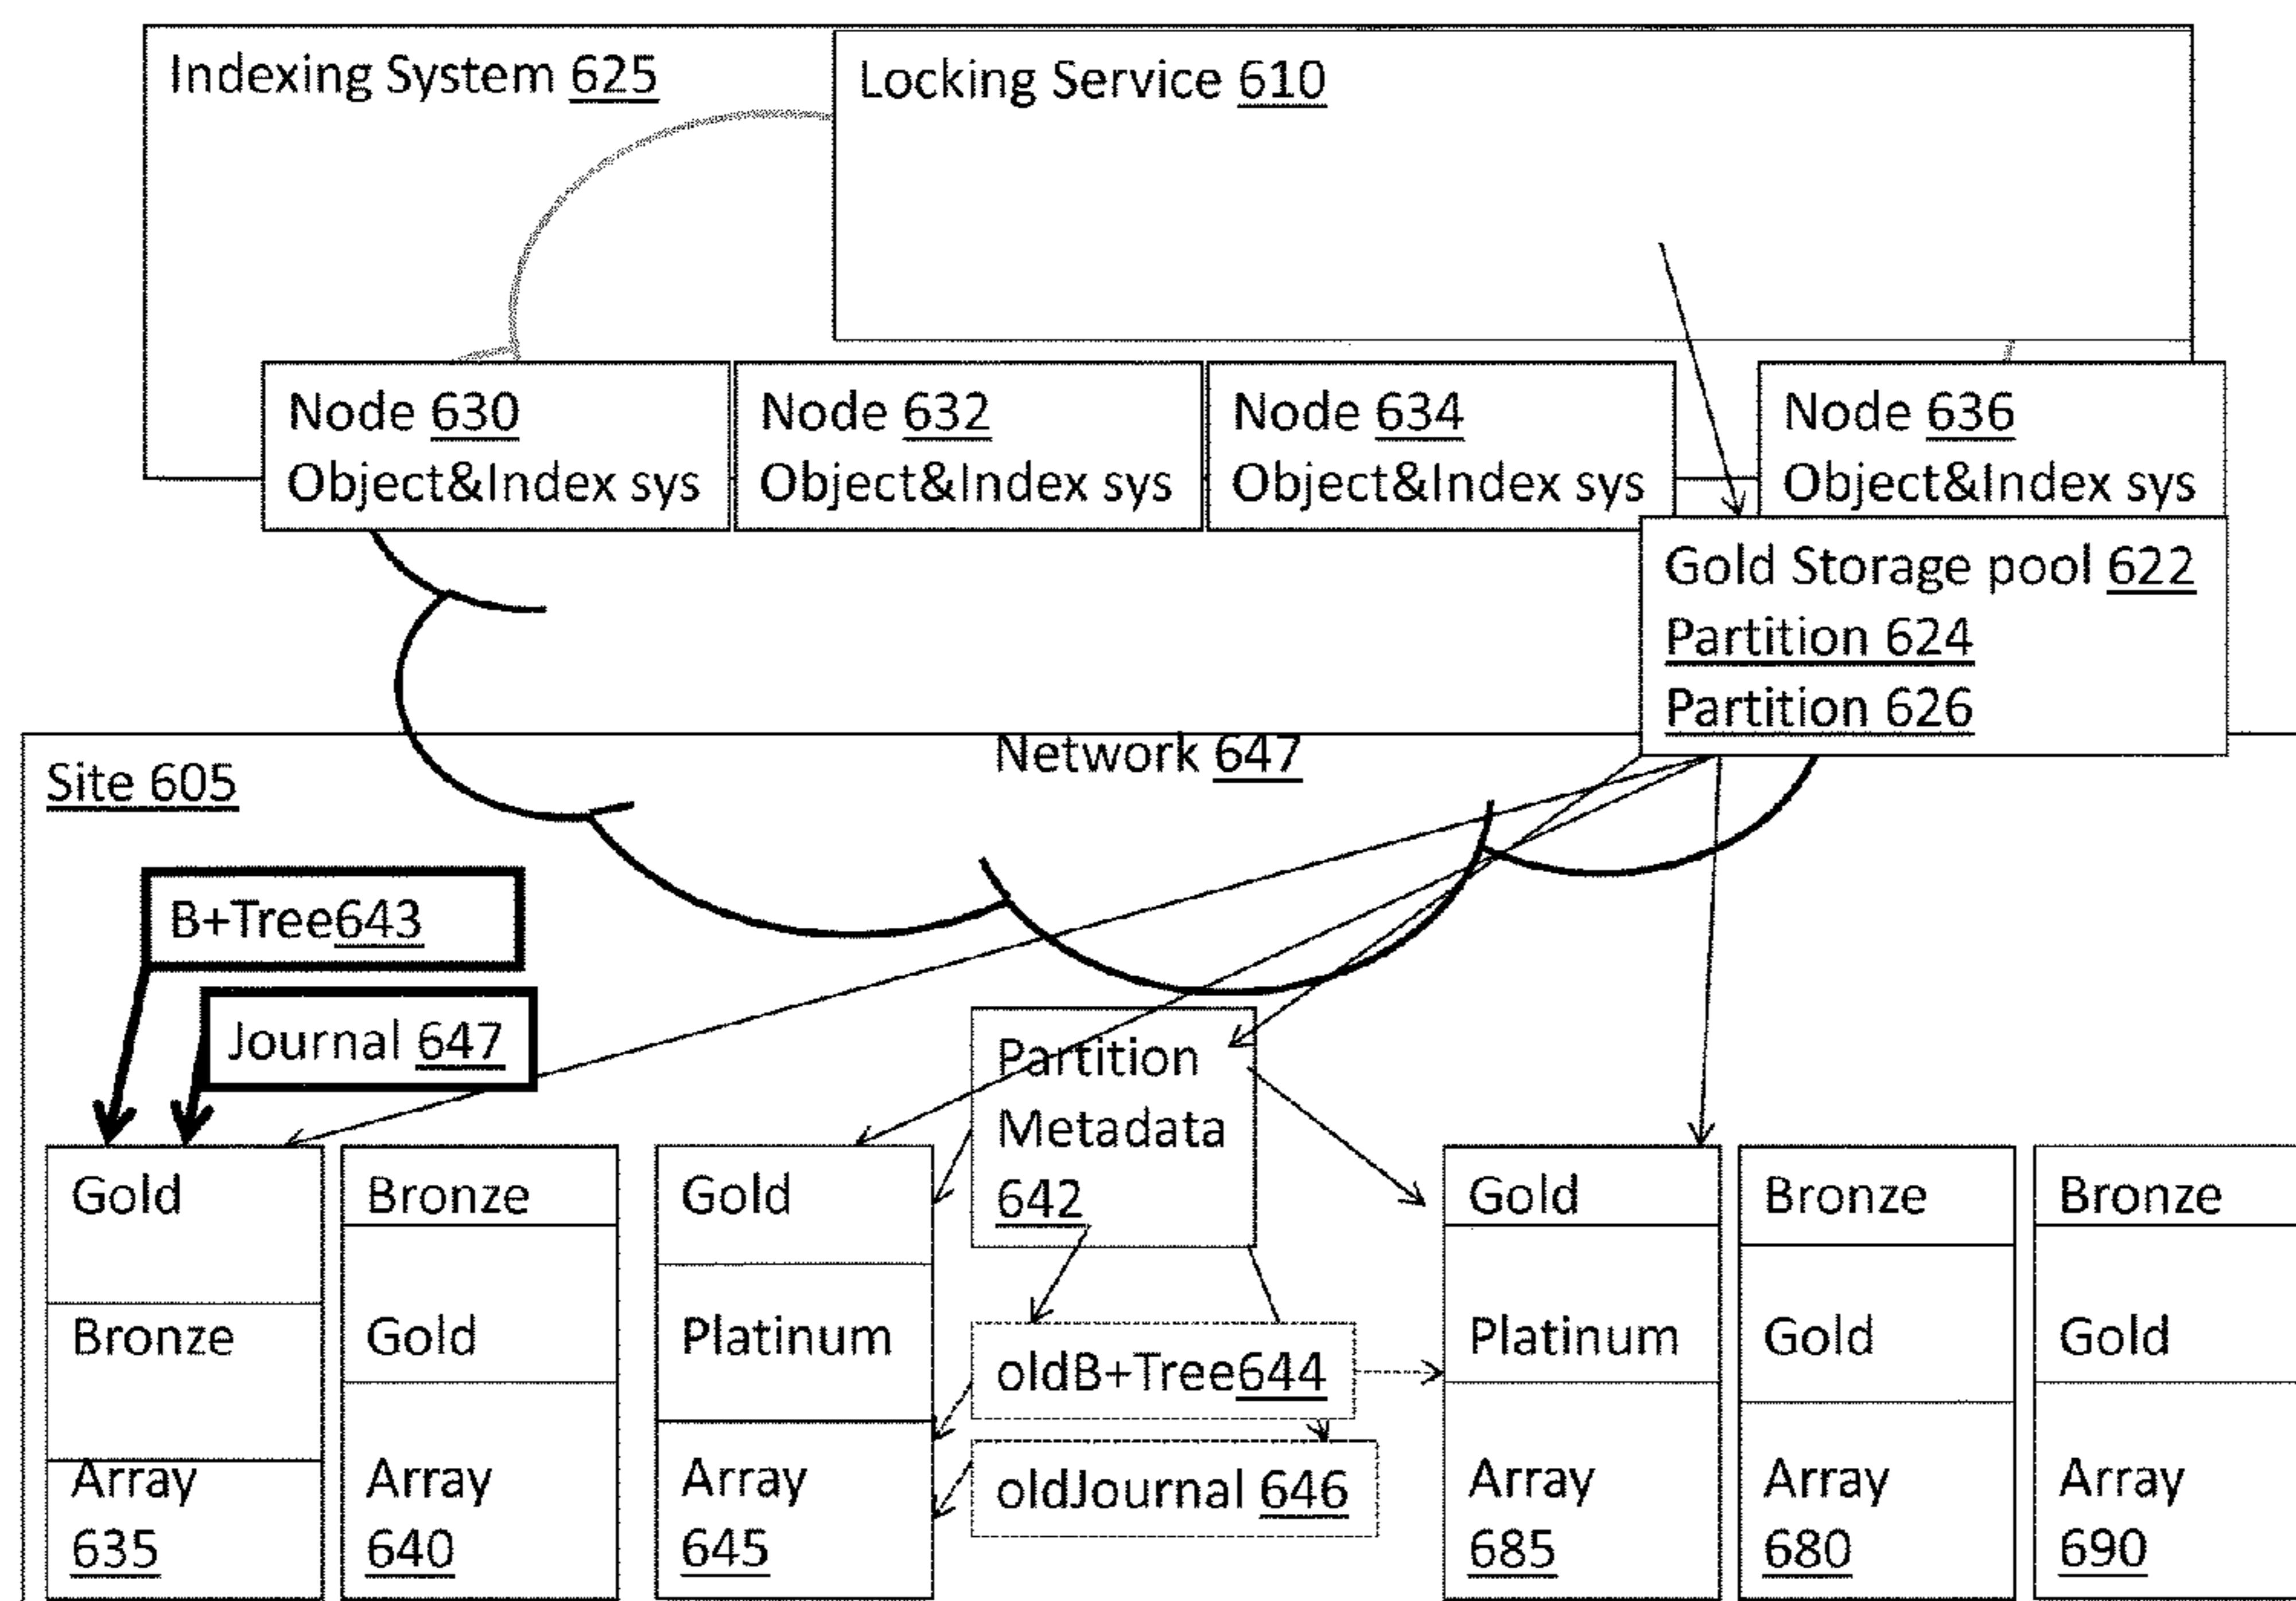 Indexing System 625
Locking Service 610
Node 630
Object&Index sys
Node 632
Object&Index sys
Node 634
Object&Index sys
Node 636
Object&Index sys
Gold Storage pool 622
Partition 624
Partition 626
Network 647
Site 605
B+Tree643
Journal 647
Partition
Metadata
642
Gold
Bronze
Array
635
Bronze
Gold
Array
640
Gold
Platinum
Array
645
oldB+Tree644
oldJournal 646
Gold
Platinum
Array
685
Bronze
Gold
Array
680
Bronze
Gold
Array
690